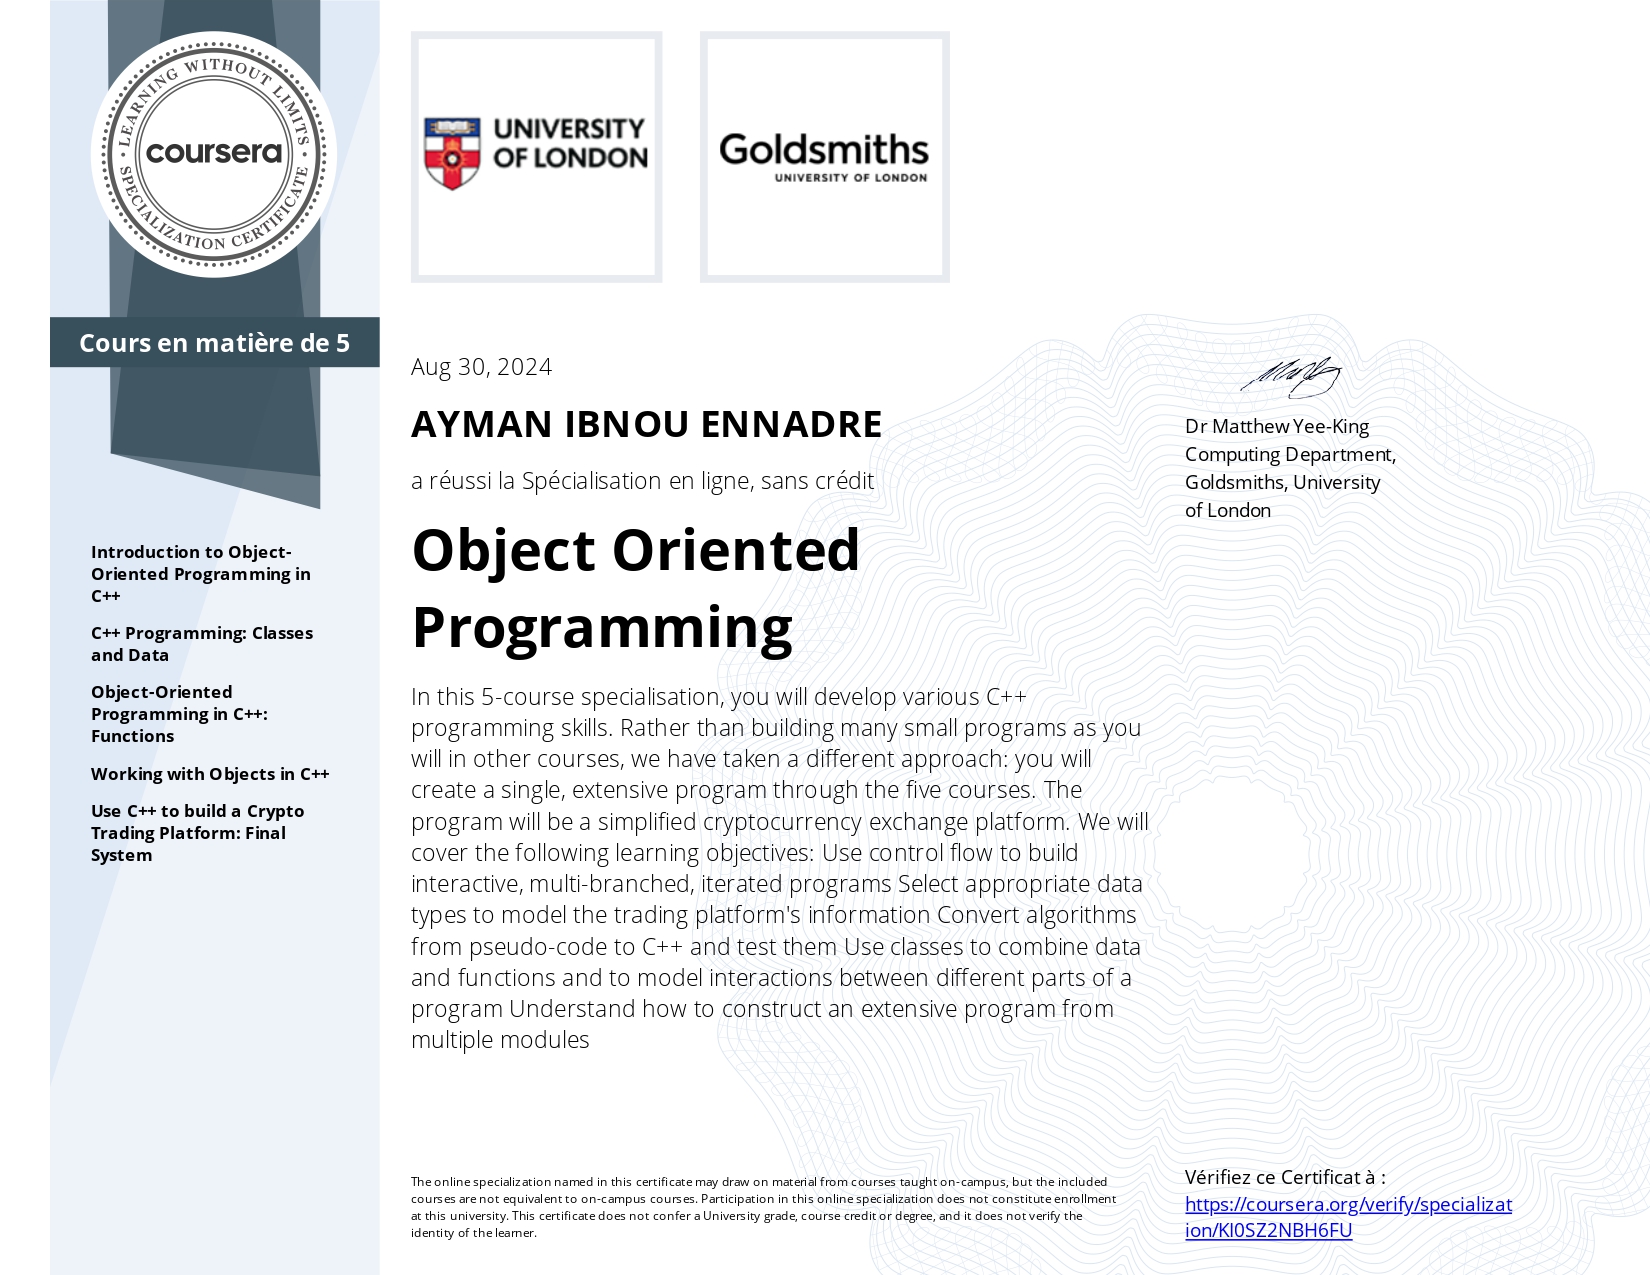 LEARNING WITHOUT LIMITS
coursera
SPECIALIZATION CERTIFICATE
UNIVERSITY
OF LONDON
Goldsmiths
UNIVERSITY OF LONDON
Cours en matière de 5
Introduction to Object-
Oriented Programming in
C++
C++ Programming: Classes
and Data
Object-Oriented
Programming in C++:
Functions
Working with Objects in C++
Use C++ to build a Crypto
Trading Platform: Final
System
Aug 30, 2024
AYMAN IBNOU ENNADRE
a réussi la Spécialisation en ligne, sans crédit
Object Oriented
Programming
In this 5-course specialisation, you will develop various C++
programming skills. Rather than building many small programs as you
will in other courses, we have taken a different approach: you will
create a single, extensive program through the five courses. The
program will be a simplified cryptocurrency exchange platform. We will
cover the following learning objectives: Use control flow to build
interactive, multi-branched, iterated programs Select appropriate data
types to model the trading platform's information Convert algorithms
from pseudo-code to C++ and test them Use classes to combine data
and functions and to model interactions between different parts of a
program Understand how to construct an extensive program from
multiple modules
Dr Matthew Yee-King
Computing Department,
Goldsmiths, University
of London
The online specialization named in this certificate may draw on material from courses taught on-campus, but the included
courses are not equivalent to on-campus courses. Participation in this online specialization does not constitute enrollment
at this university. This certificate does not confer a University grade, course credit or degree, and it does not verify the
identity of the learner.
Vérifiez ce Certificat à :
https://coursera.org/verify/specializat
ion/KI0SZ2NBH6FU